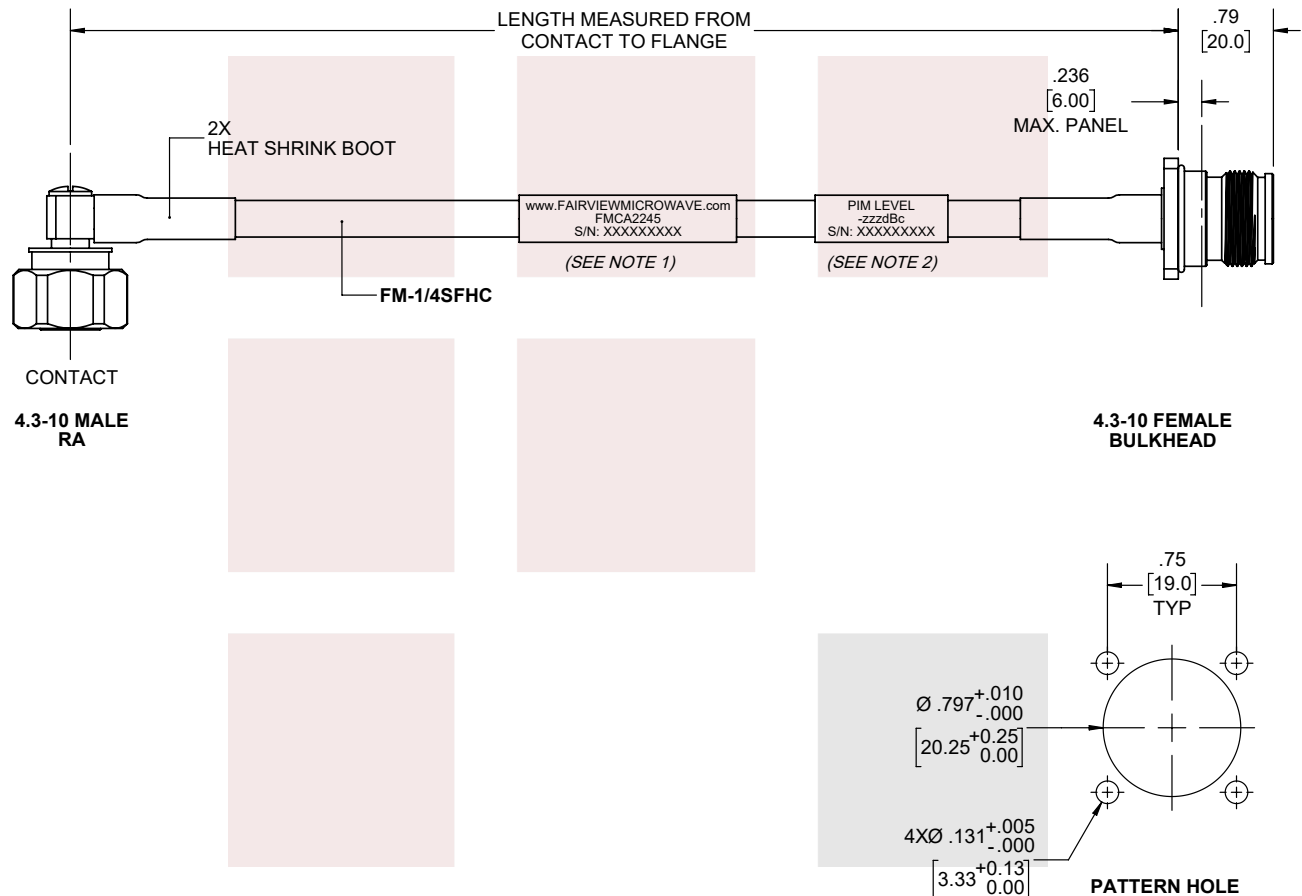 LENGTH MEASURED FROM
CONTACT TO FLANGE
.79
[20.0]
.236
[6.00]
MAX. PANEL
2X
HEAT SHRINK BOOT
www.FAIRVIEWMICROWAVE.com
FMCA2245
S/N: XXXXXXXXX
PIM LEVEL
-zzzdBc
S/N: XXXXXXXXX
(SEE NOTE 1)
(SEE NOTE 2)
FM-1/4SFHC
CONTACT
4.3-10 MALE
RA
4.3-10 FEMALE
BULKHEAD
.75
[19.0]
TYP
Ø .797 +.010
-.000
[20.25 +0.25
0.00]
4XØ .131 +.005
-.000
[3.33 +0.13
0.00]
PATTERN HOLE